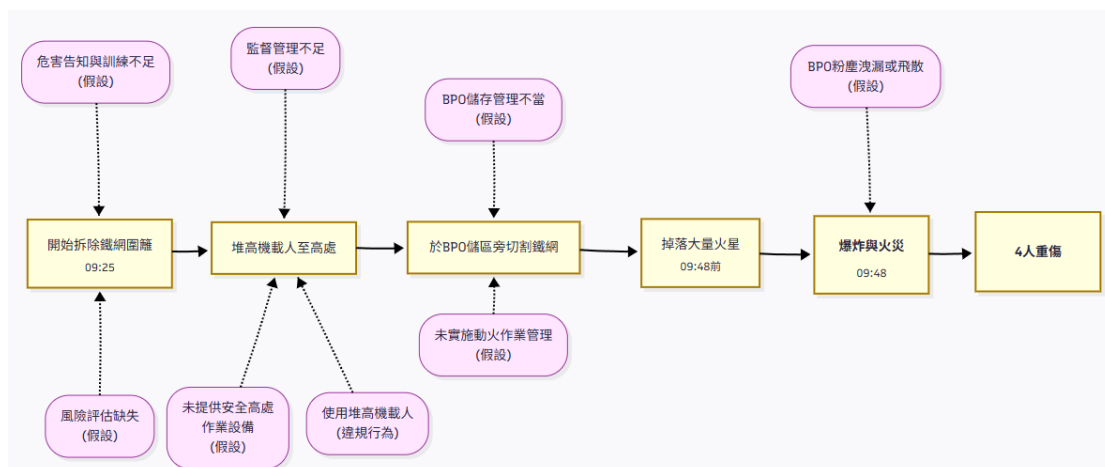 危害告知與訓練不足
(假設)
監督管理不足
(假設)
BPO儲存管理不當
(假設)
BPO粉塵洩漏或飛散
(假設)
開始拆除鐵網圍籬
09:25
堆高機載人至高處
於BPO儲區旁切割鐵網
掉落大量火星
09:48前
爆炸與火災
09:48
4人重傷
風險評估缺失
(假設)
未提供安全高處
作業設備
(假設)
使用堆高機載人
(違規行為)
未實施動火作業管理
(假設)